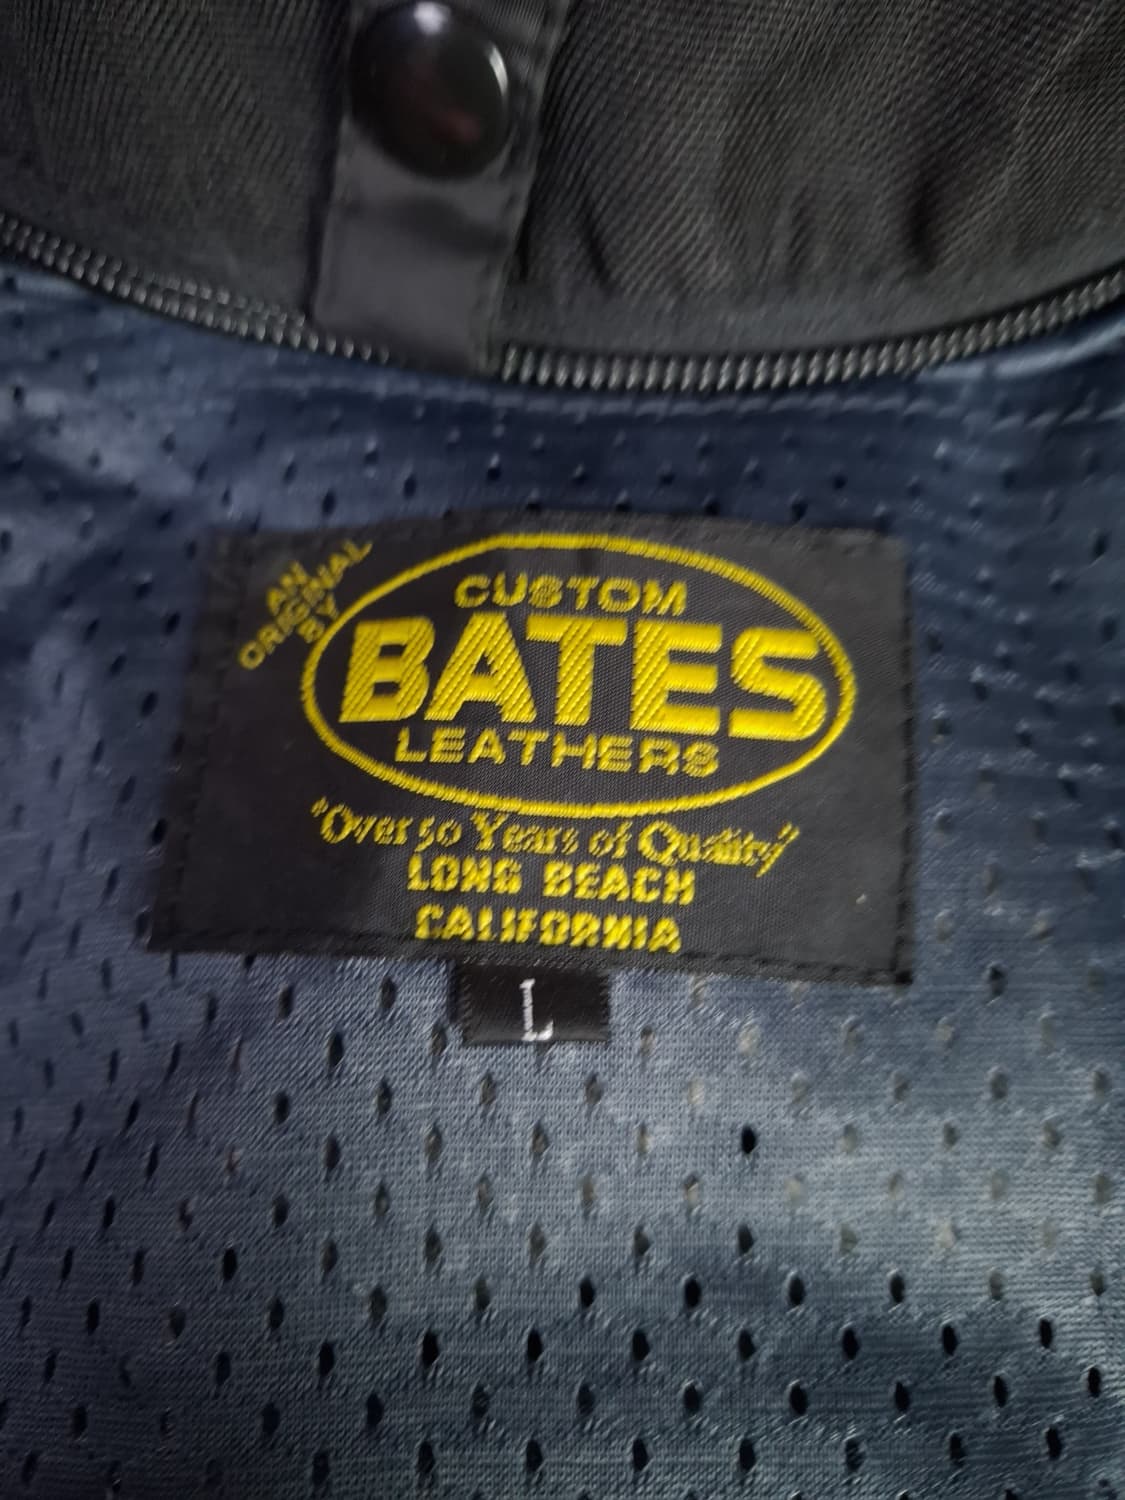 AN
ORIGINAL
BY
CUSTOM
BATES
LEATHERS
"Over 50 Years of Quality"
LONG BEACH
CALIFORNIA
L